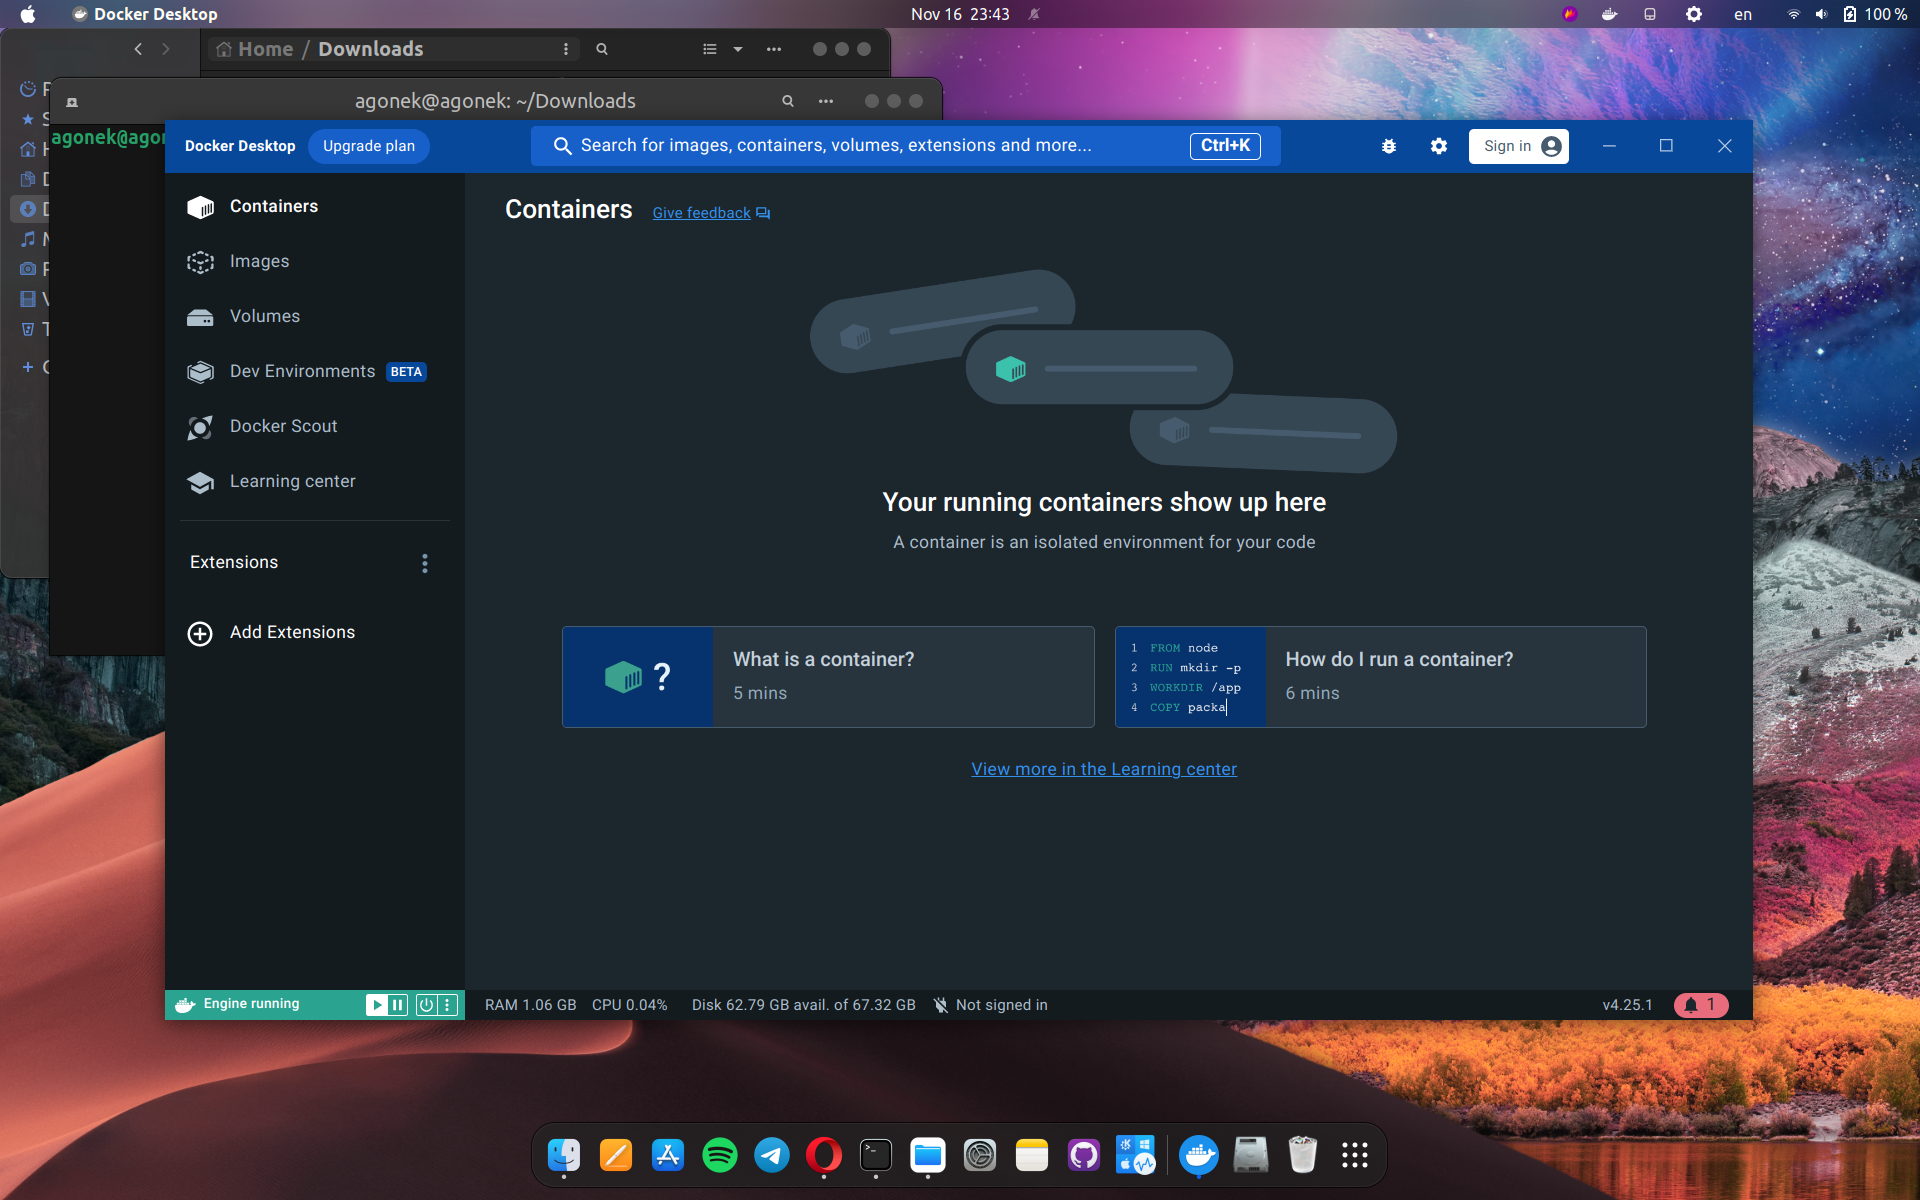 Docker Desktop
Nov 16 23:43
en
100 %
Home / Downloads
agonek@agonek: ~/Downloads
agonek@agon
Docker Desktop
Upgrade plan
Search for images, containers, volumes, extensions and more...
Ctrl+K
Sign in
Containers
Images
Volumes
Dev Environments BETA
Docker Scout
Learning center
Extensions
Add Extensions
Containers
Give feedback
Your running containers show up here
A container is an isolated environment for your code
?
What is a container?
5 mins
1 FROM node
2 RUN mkdir -p
3 WORKDIR /app
4 COPY packa
How do I run a container?
6 mins
View more in the Learning center
Engine running
RAM 1.06 GB CPU 0.04% Disk 62.79 GB avail. of 67.32 GB Not signed in
v4.25.1
1